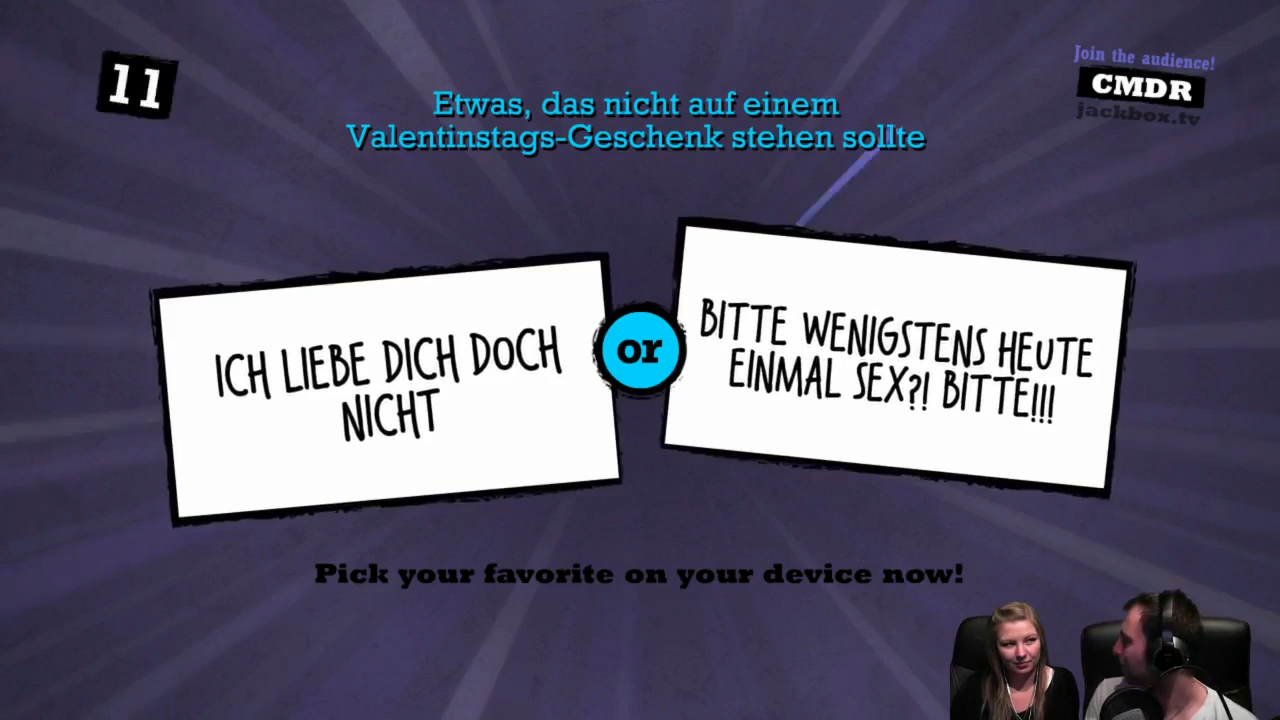 11
Join the audience!
CMDR
jackbox.tv
Etwas, das nicht auf einem
Valentinstags-Geschenk stehen sollte
ICH LIEBE DICH DOCH
NICHT
or
BITTE WENIGSTENS HEUTE
EINMAL SEX?! BITTE!!!
Pick your favorite on your device now!